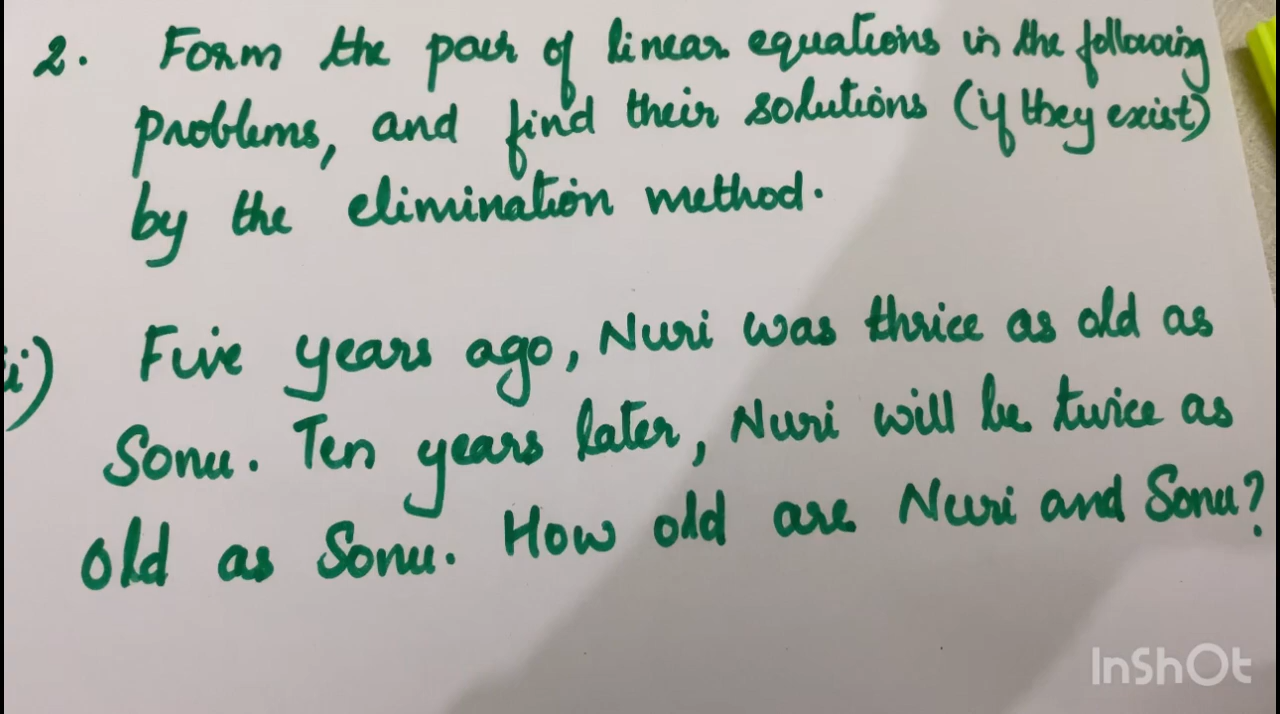 2. Form the pair of linear equations in the following
problems, and find their solutions (if they exist)
by the elimination method.
ii) Five years ago, Nuri was thrice as old as
Sonu. Ten years later, Nuri will be twice as
old as Sonu. How old are Nuri and Sonu?
InShOt